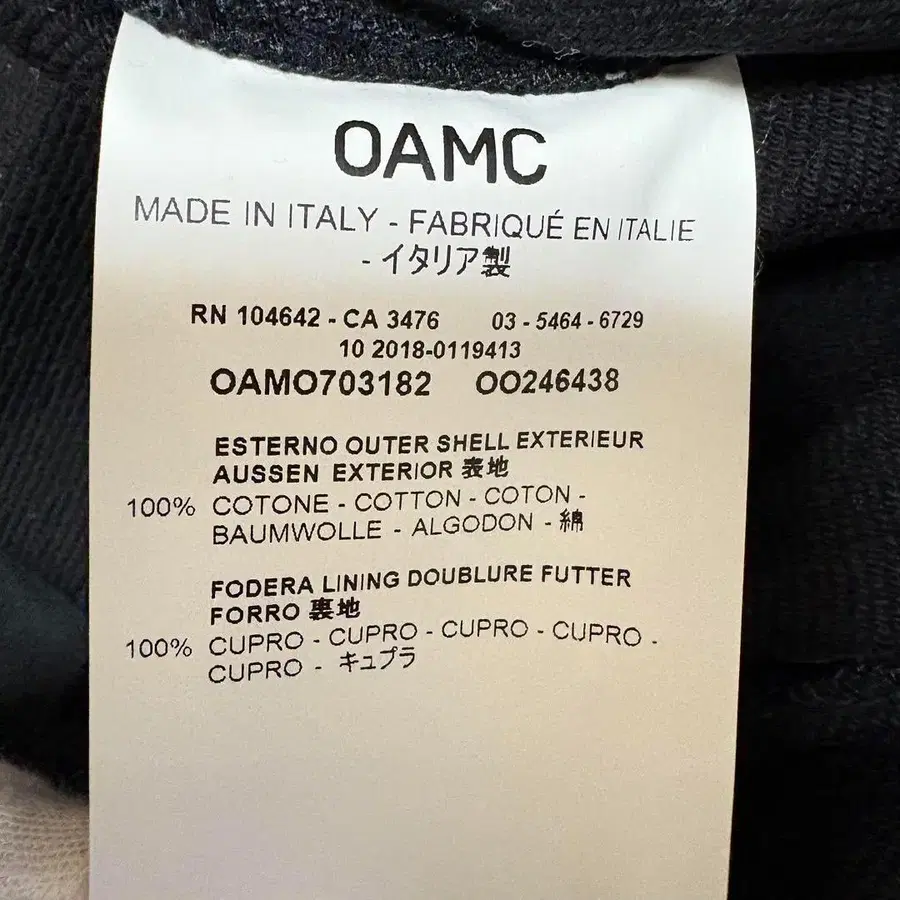 OAMC
MADE IN ITALY - FABRIQUÉ EN ITALIE
- イタリア製
RN 104642 - CA 3476 03 - 5464 - 6729
10 2018-0119413
OAMO703182 OO246438
ESTERNO OUTER SHELL EXTERIEUR
AUSSEN EXTERIOR 表地
100% COTONE - COTTON - COTON -
BAUMWOLLE - ALGODON - 綿
FODERA LINING DOUBLURE FUTTER
FORRO 裏地
100% CUPRO - CUPRO - CUPRO - CUPRO -
CUPRO - キュプラ